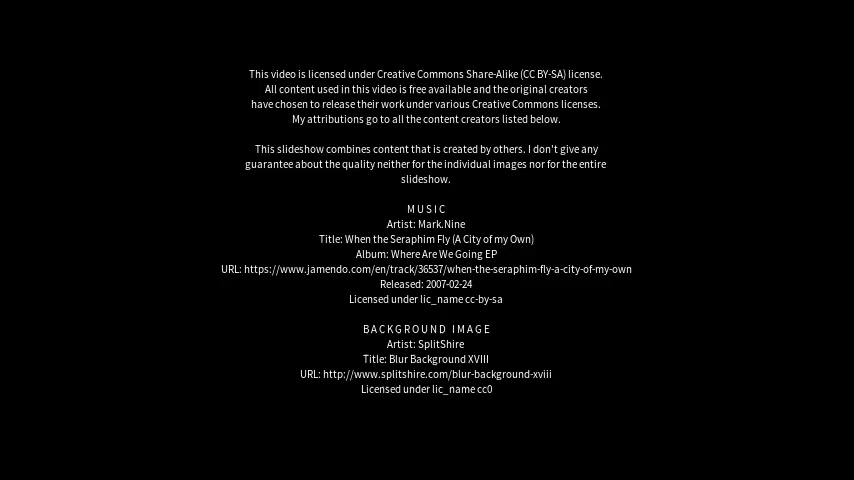 This video is licensed under Creative Commons Share-Alike (CC BY-SA) license.
All content used in this video is free available and the original creators
have chosen to release their work under various Creative Commons licenses.
My attributions go to all the content creators listed below.
This slideshow combines content that is created by others. I don't give any
guarantee about the quality neither for the individual images nor for the entire
slideshow.
MUSIC
Artist: Mark.Nine
Title: When the Seraphim Fly (A City of my Own)
Album: Where Are We Going EP
URL: https://www.jamendo.com/en/track/36537/when-the-seraphim-fly-a-city-of-my-own
Released: 2007-02-24
Licensed under lic_name cc-by-sa
BACKGROUND IMAGE
Artist: SplitShire
Title: Blur Background XVIII
URL: http://www.splitshire.com/blur-background-xviii
Licensed under lic_name cc0